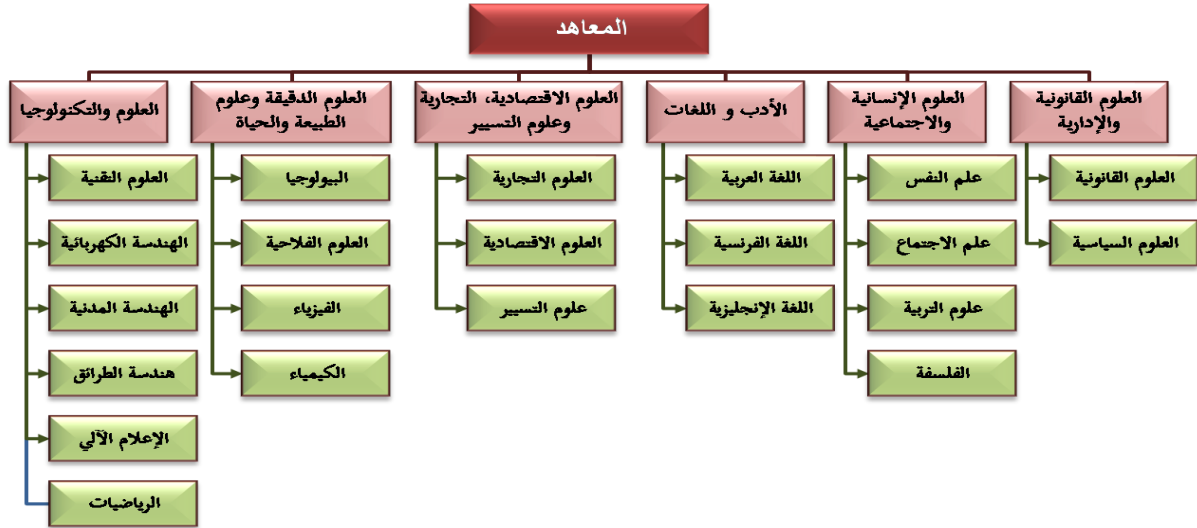 المعاهد
العلوم القانونية
والإدارية
العلوم القانونية
العلوم السياسية
العلوم الإنسانية
والاجتماعية
علم النفس
علم الاجتماع
علوم التربية
الفلسفة
الأدب و اللغات
اللغة العربية
اللغة الفرنسية
اللغة الإنجليزية
العلوم الاقتصادية، التجارية
وعلوم التسيير
العلوم التجارية
العلوم الاقتصادية
علوم التسيير
العلوم الدقيقة وعلوم
الطبيعة والحياة
البيولوجيا
العلوم الفلاحية
الفيزياء
الكيمياء
العلوم والتكنولوجيا
العلوم التقنية
الهندسة الكهربائية
الهندسة المدنية
هندسة الطرائق
الإعلام الآلي
الرياضيات